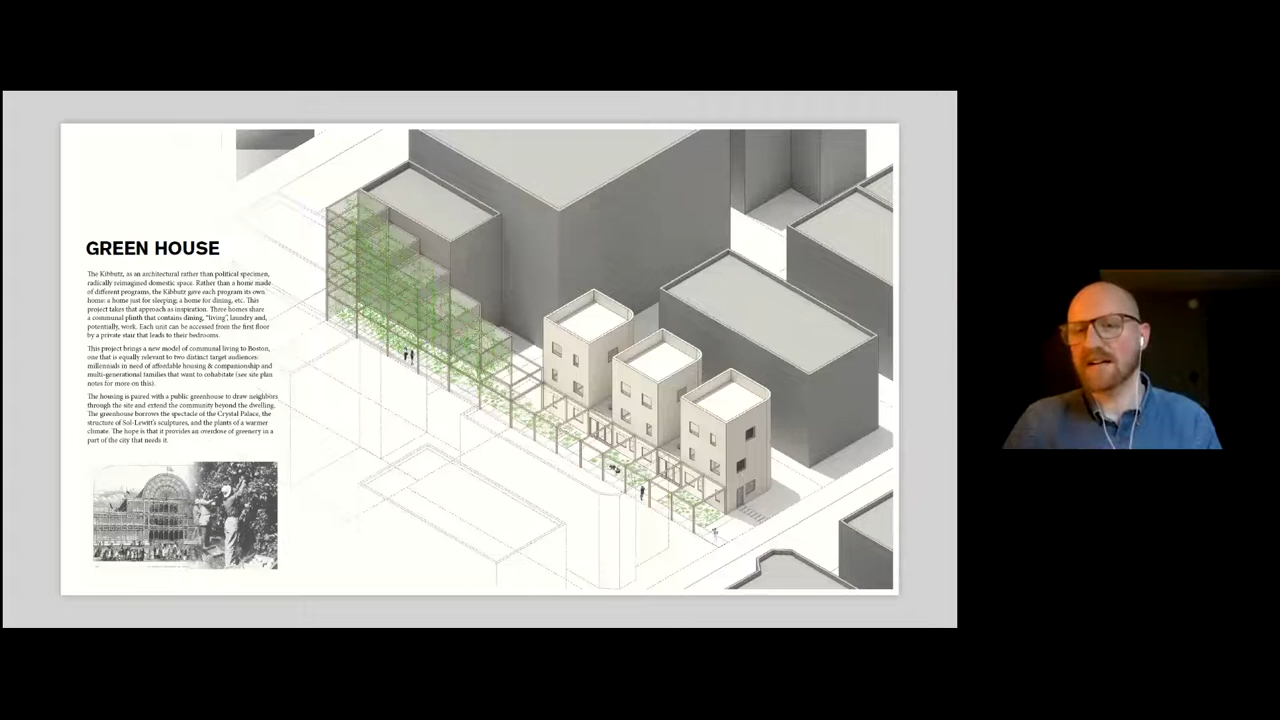 GREEN HOUSE
The Kibbutz, as an architectural rather than political specimen,
radically reimagined domestic space. Rather than a home made
of different programs, the Kibbutz gave each program its own
home: a home just for sleeping; a home for dining, etc. This
project takes that approach as inspiration. Three homes share
a communal plinth that contains dining, "living", laundry and,
potentially, work. Each unit can be accessed from the first floor
by a private stair that leads to their bedrooms.
This project brings a new model of communal living to Boston,
one that is equally relevant to two distinct target audiences:
millennials in need of affordable housing & companionship and
multi-generational families that want to cohabitate (see site plan
notes for more on this).
The housing is paired with a public greenhouse to draw neighbors
through the site and extend the community beyond the dwelling.
The greenhouse borrows the spectacle of the Crystal Palace, the
structure of Sol-Lewitt's sculptures, and the plants of a warmer
climate. The hope is that it provides an overdose of greenery in a
part of the city that needs it.